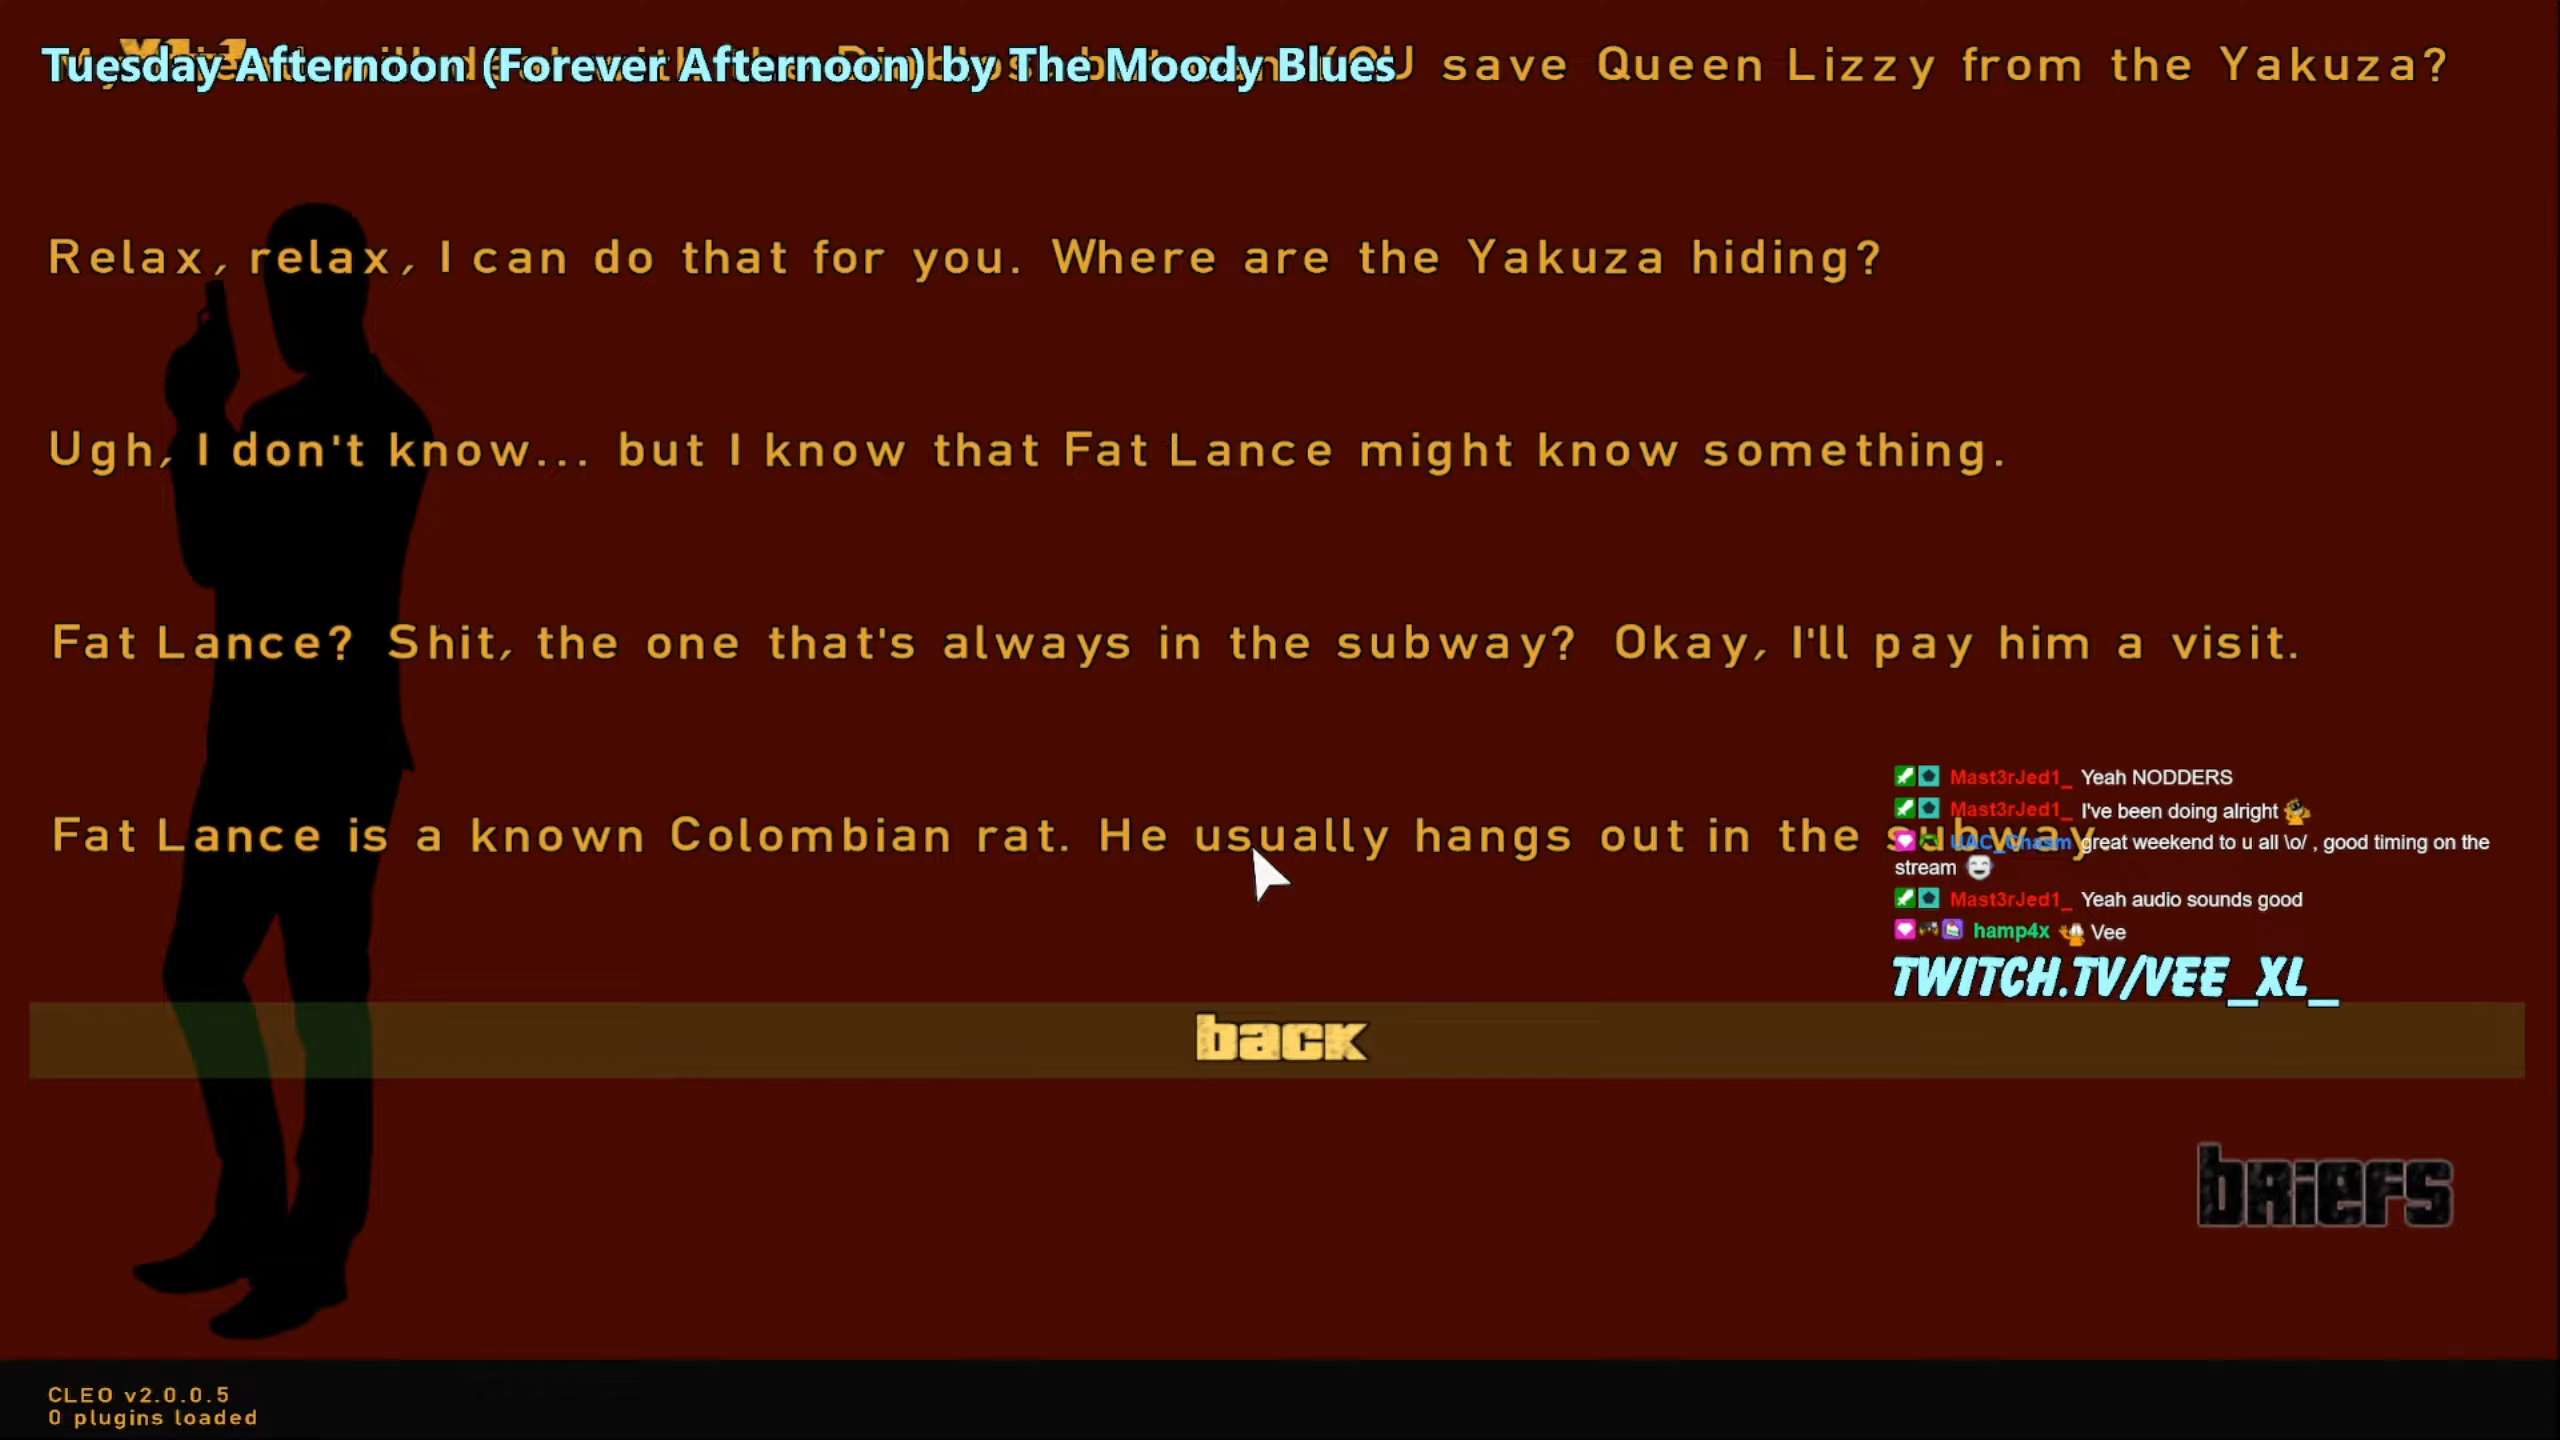 Tuesday Afternoon (Forever Afternoon) by The Moody Blues
save Queen Lizzy from the Yakuza?
Relax, relax, I can do that for you. Where are the Yakuza hiding?
Ugh, I don't know... but I know that Fat Lance might know something.
Fat Lance? Shit, the one that's always in the subway? Okay, I'll pay him a visit.
Fat Lance is a known Colombian rat. He usually hangs out in the subway.
Mast3rJed1_ Yeah NODDERS
Mast3rJed1_ I've been doing alright
UAC_Chasm great weekend to u all \o/ , good timing on the
stream
Mast3rJed1_ Yeah audio sounds good
hamp4x Vee
TWITCH.TV/VEE_XL_
back
briefs
CLEO v2.0.0.5
0 plugins loaded